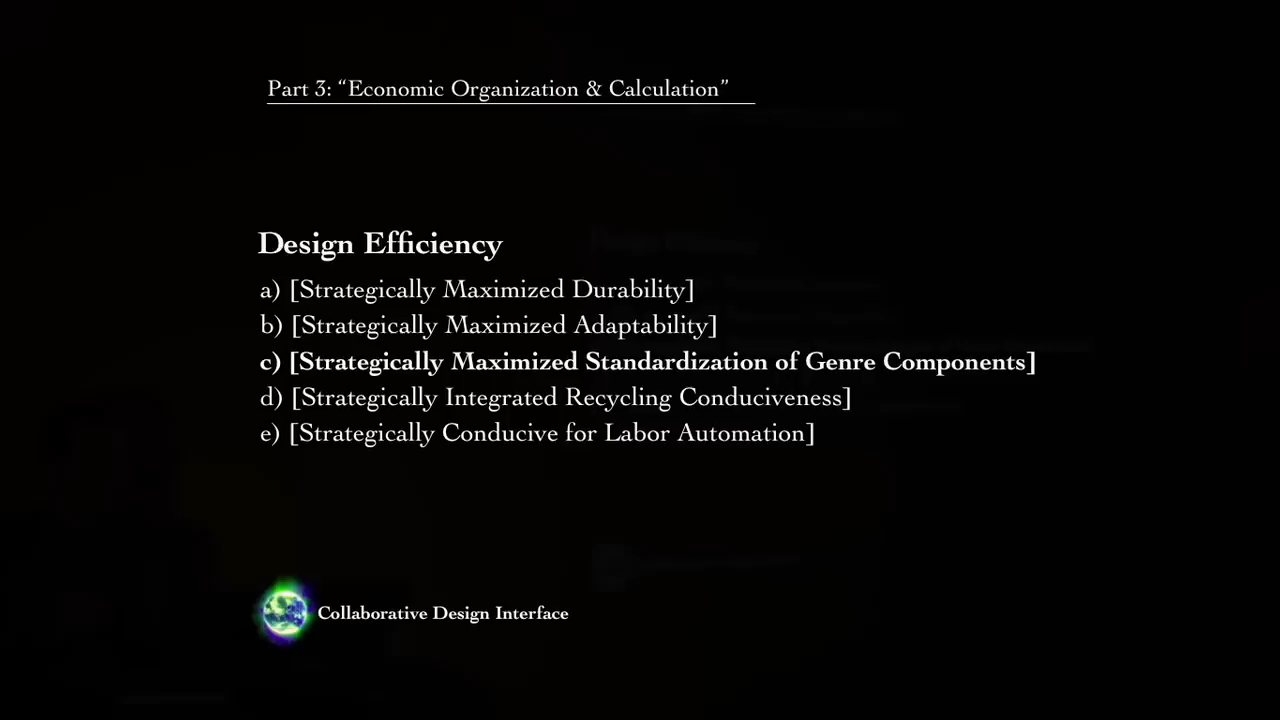 Part 3: “Economic Organization & Calculation”
Design Efficiency
a) [Strategically Maximized Durability]
b) [Strategically Maximized Adaptability]
c) [Strategically Maximized Standardization of Genre Components]
d) [Strategically Integrated Recycling Conduciveness]
e) [Strategically Conducive for Labor Automation]
Collaborative Design Interface